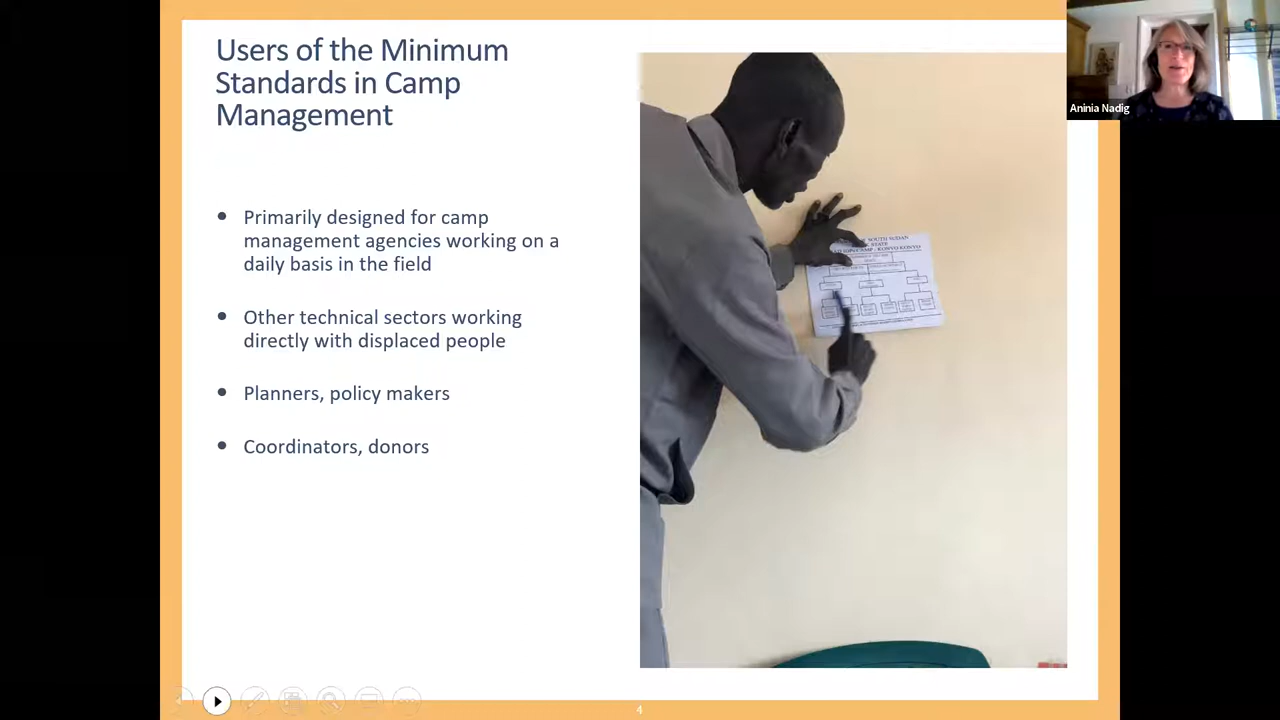 Users of the Minimum
Standards in Camp
Management
• Primarily designed for camp
management agencies working on a
daily basis in the field
• Other technical sectors working
directly with displaced people
• Planners, policy makers
• Coordinators, donors
SOUTH SUDAN
STATE
Aninia Nadig
4